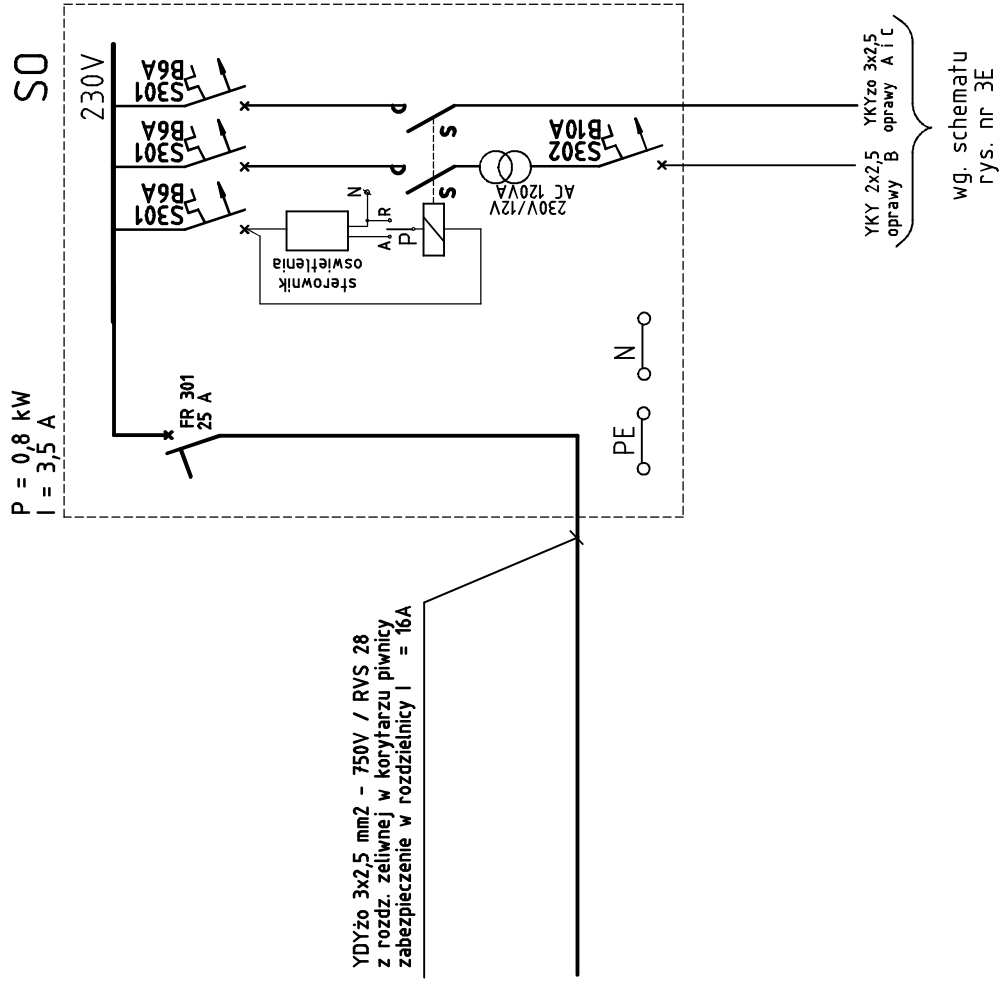 SO
P = 0,8 kW
I = 3,5 A
230V
S301
B6A
S301
B6A
S301
B6A
FR 301
25 A
sterownik
oswietlenia
N
A
R
P
S
S
230V/12V
AC 120VA
S302
B10A
PE
N
YDYżo 3x2,5 mm2 - 750V / RVS 28
z rozdz. zeliwnej w korytarzu piwnicy
zabezpieczenie w rozdzielnicy I = 16A
YKY 2x2,5
oprawy B
YKYżo 3x2,5
oprawy A i C
wg. schematu
rys. nr 3E